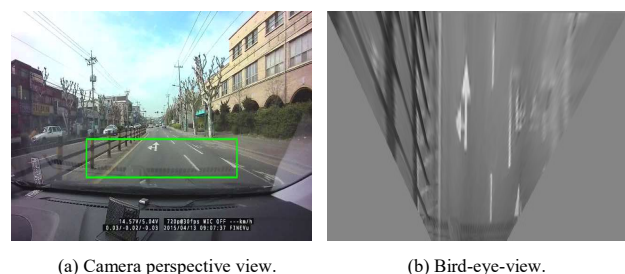 14.57V/5.04V 720p@30fps MIC OFF ---km/h
0.03/-0.02/-0.03 2015/04/13 09:07:37 FINEVu
(a) Camera perspective view.
(b) Bird-eye-view.